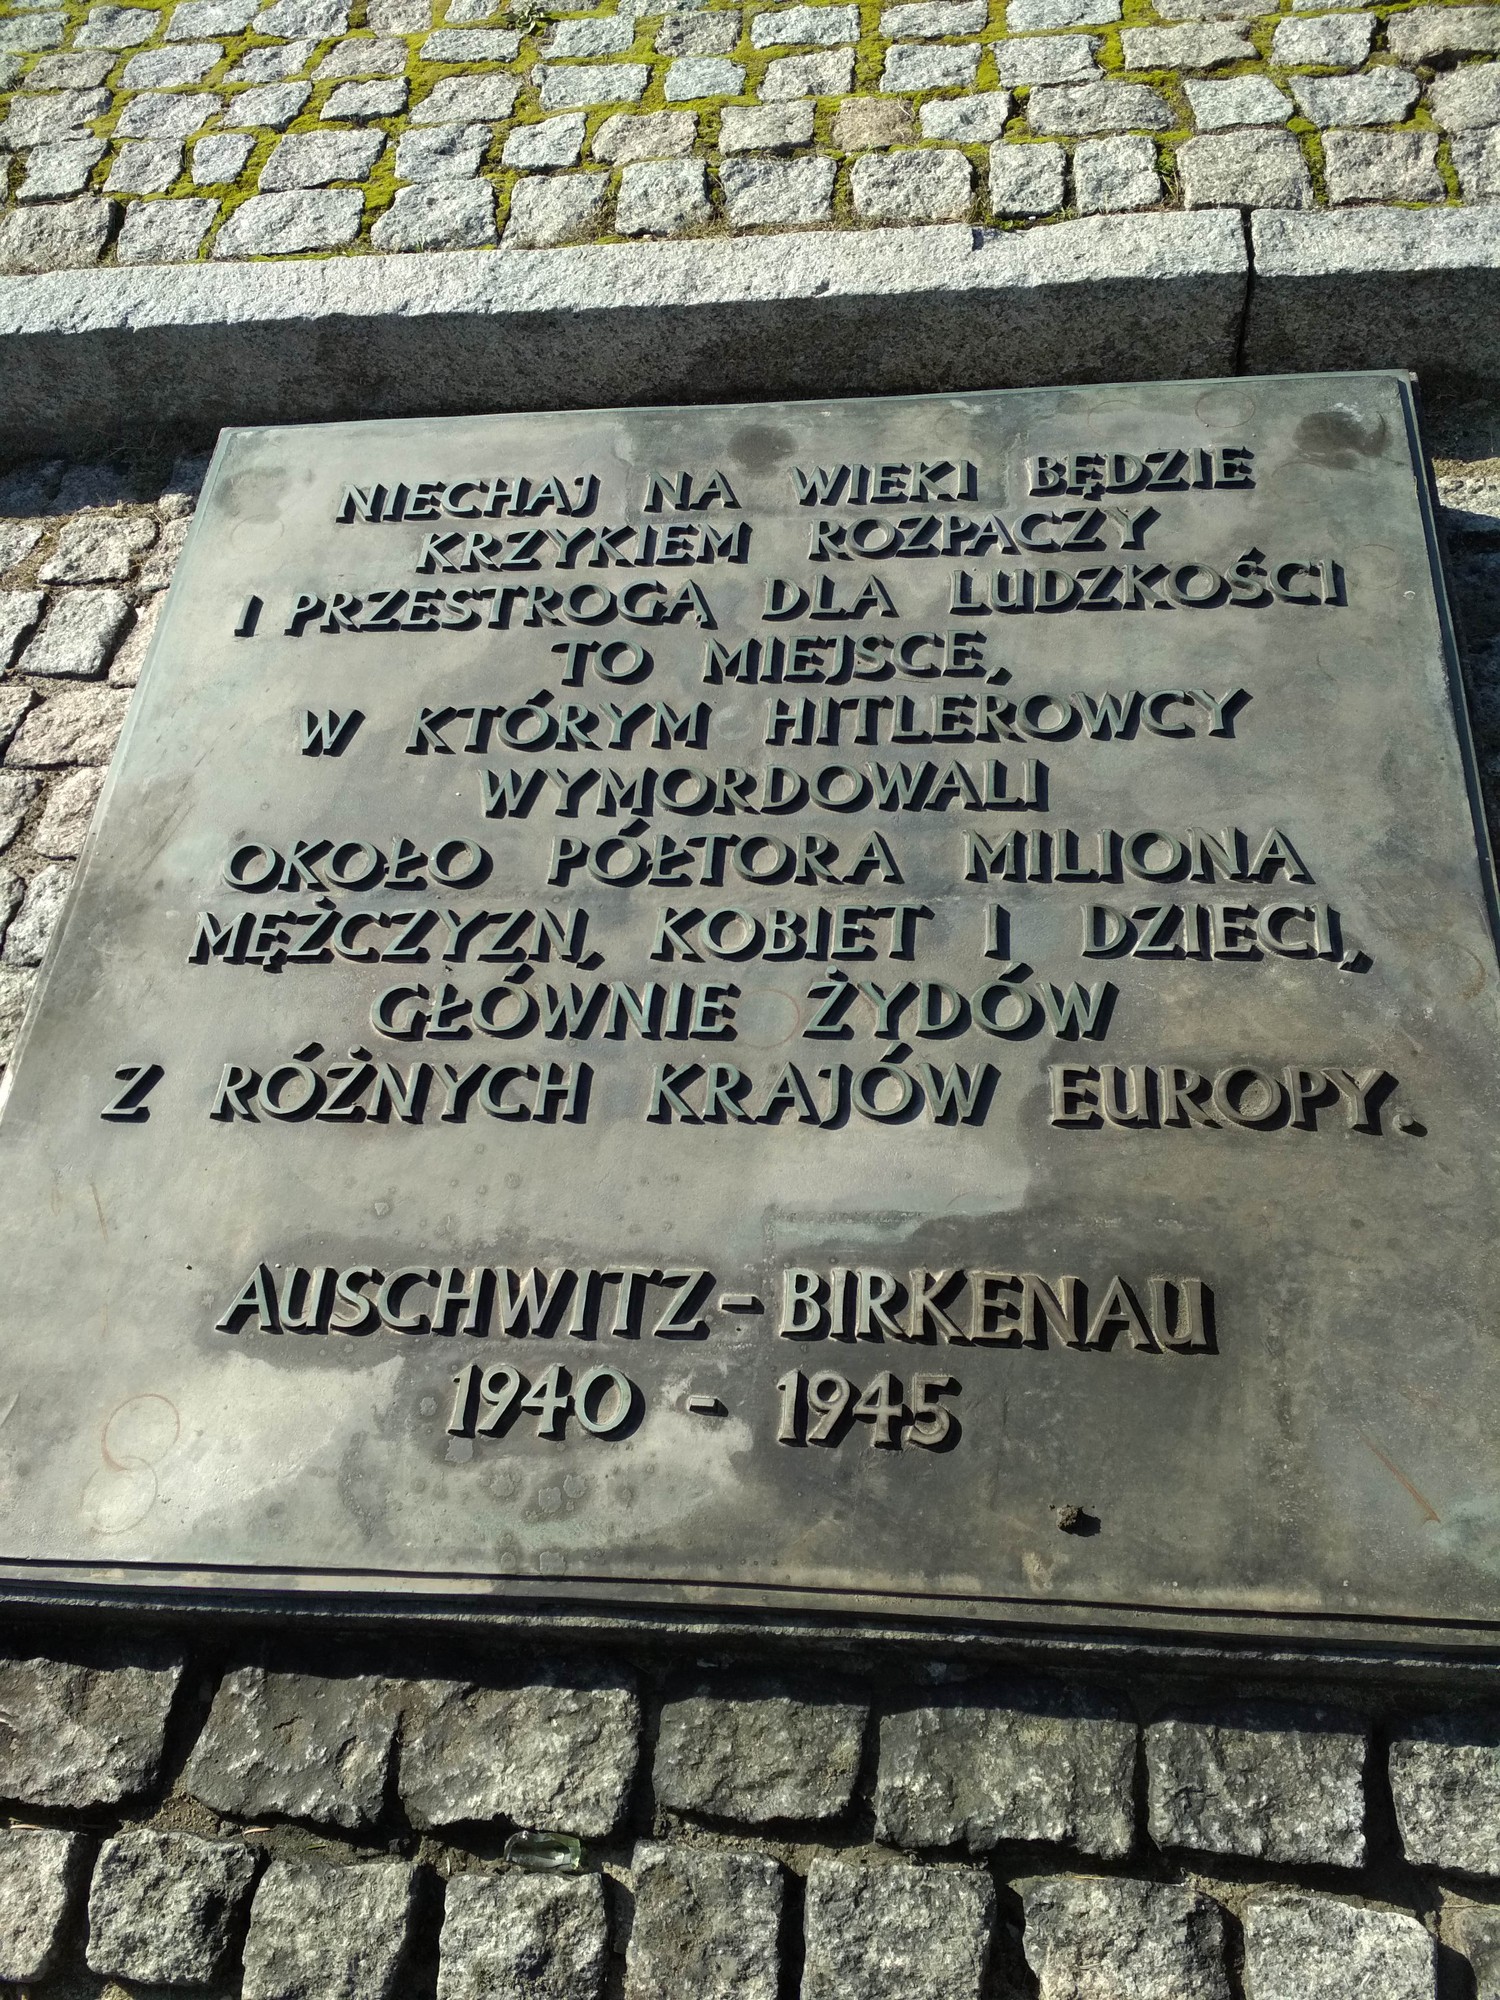 NIECHAJ NA WIEKI BĘDZIE
KRZYKIEM ROZPACZY
I PRZESTROGĄ DLA LUDZKOŚCI
TO MIEJSCE,
W KTÓRYM HITLEROWCY
WYMORDOWALI
OKOŁO PÓŁTORA MILIONA
MĘŻCZYZN, KOBIET I DZIECI,
GŁÓWNIE ŻYDÓW
Z RÓŻNYCH KRAJÓW EUROPY.
AUSCHWITZ-BIRKENAU
1940 - 1945